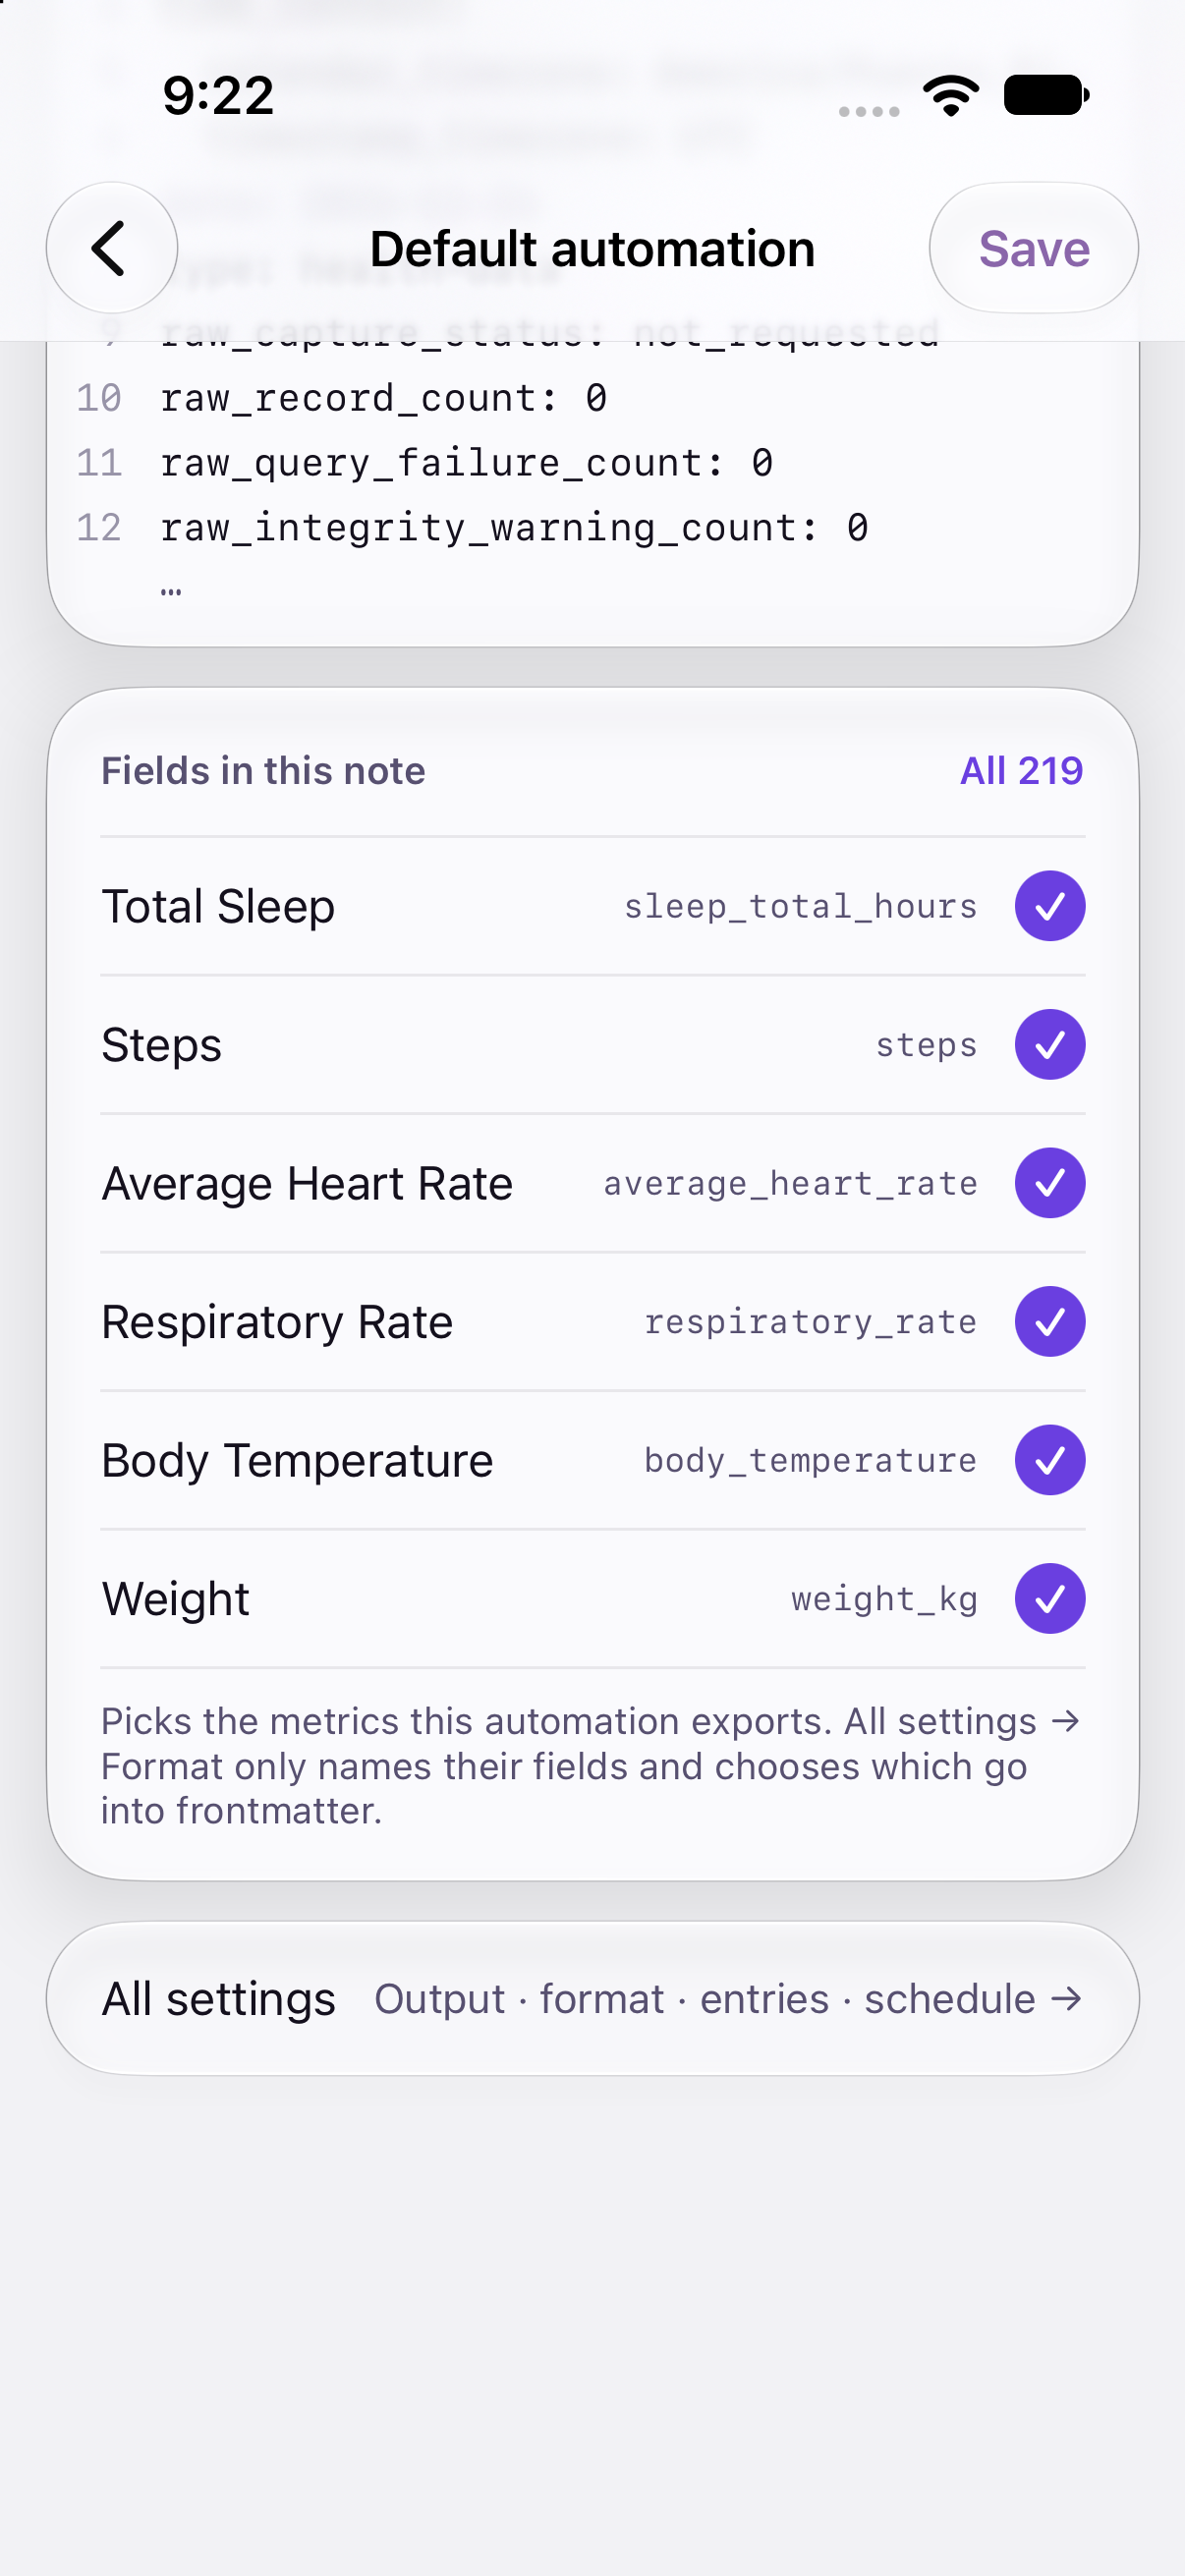 9:22
Default automation
Save
9 raw_capture_status: not_requested
10 raw_record_count: 0
11 raw_query_failure_count: 0
12 raw_integrity_warning_count: 0
…
Fields in this note All 219
Total Sleep sleep_total_hours
Steps steps
Average Heart Rate average_heart_rate
Respiratory Rate respiratory_rate
Body Temperature body_temperature
Weight weight_kg
Picks the metrics this automation exports. All settings →
Format only names their fields and chooses which go
into frontmatter.
All settings Output · format · entries · schedule →